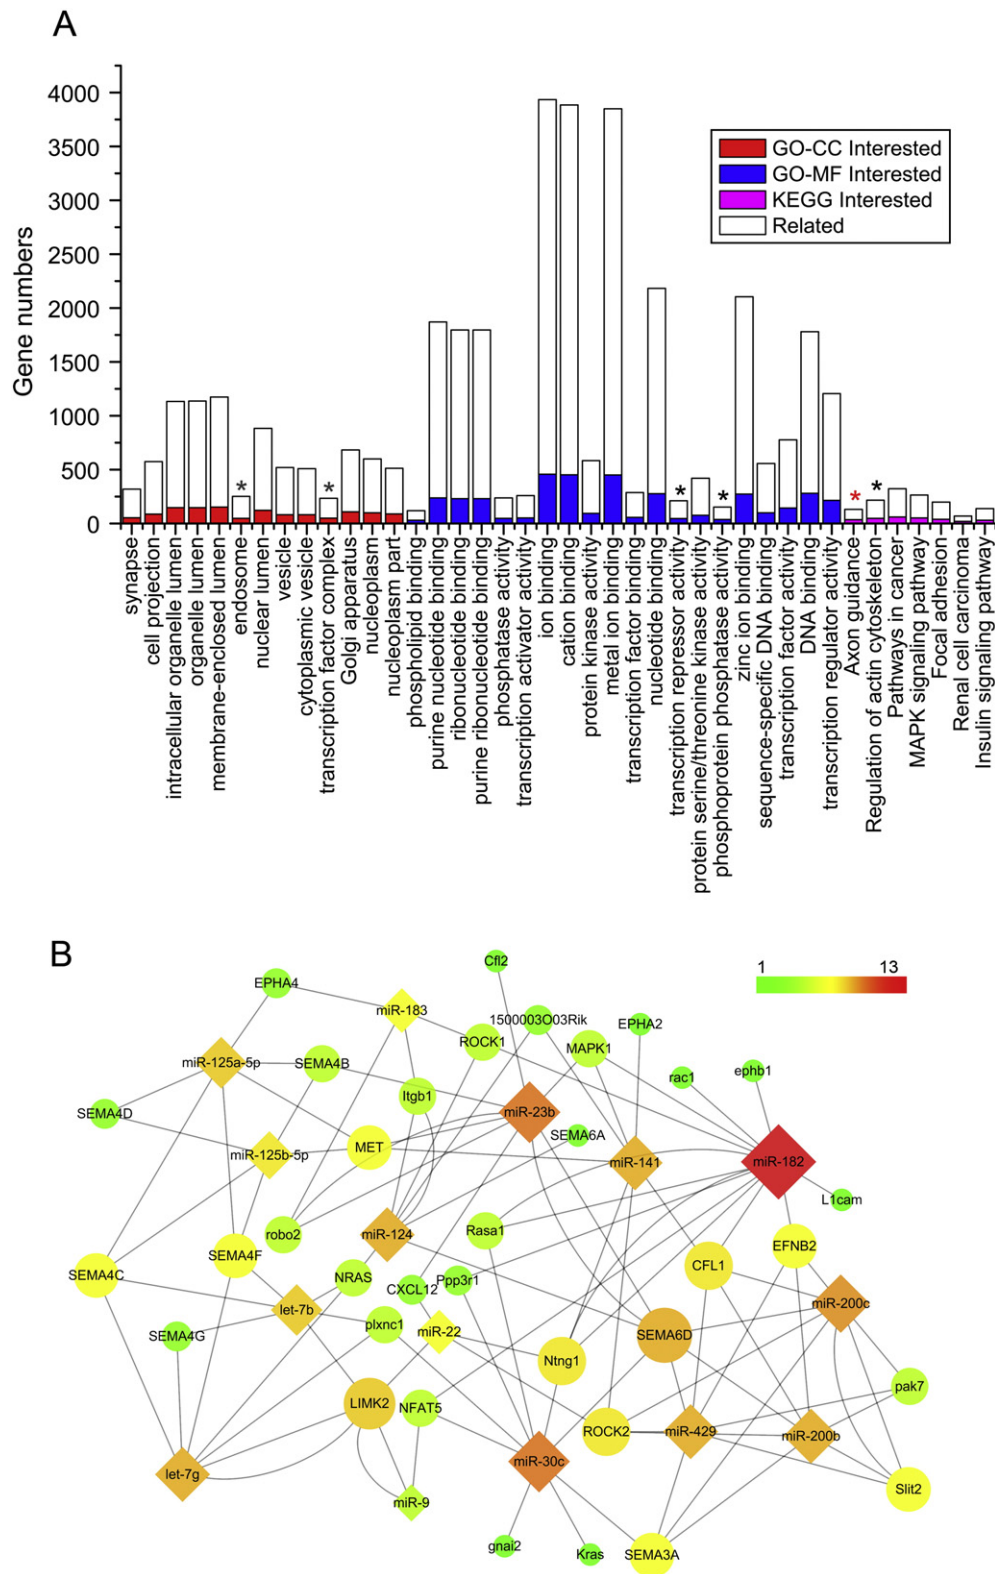 A
4000
3500
3000
2500
2000
1500
1000
500
0
Gene numbers
GO-CC Interested
GO-MF Interested
KEGG Interested
Related
* * * * * *
synapse
cell projection
intracellular organelle lumen
organelle lumen
membrane-enclosed lumen
endosome
nuclear lumen
vesicle
cytoplasmic vesicle
transcription factor complex
Golgi apparatus
nucleoplasm
nucleoplasm part
phospholipid binding
purine nucleotide binding
ribonucleotide binding
purine ribonucleotide binding
phosphatase activity
transcription activator activity
ion binding
cation binding
protein kinase activity
metal ion binding
transcription factor binding
nucleotide binding
transcription repressor activity
protein serine/threonine kinase activity
phosphoprotein phosphatase activity
zinc ion binding
sequence-specific DNA binding
transcription factor activity
DNA binding
transcription regulator activity
Axon guidance
Regulation of actin cytoskeleton
Pathways in cancer
MAPK signaling pathway
Focal adhesion
Renal cell carcinoma
Insulin signaling pathway
B
1 13
Cfl2
EPHA4
miR-183
1500003O03Rik
EPHA2
ROCK1
MAPK1
miR-125a-5p
SEMA4B
rac1
ephb1
Itgb1
SEMA4D
miR-23b
SEMA6A
MET
miR-125b-5p
miR-141
miR-182
L1cam
robo2
miR-124
Rasa1
EFNB2
SEMA4F
SEMA4C
NRAS
CXCL12
Ppp3r1
CFL1
let-7b
miR-200c
plxnc1
miR-22
SEMA4G
SEMA6D
Ntng1
pak7
LIMK2
NFAT5
ROCK2
miR-429
miR-200b
let-7g
miR-30c
Slit2
miR-9
gnai2
Kras
SEMA3A